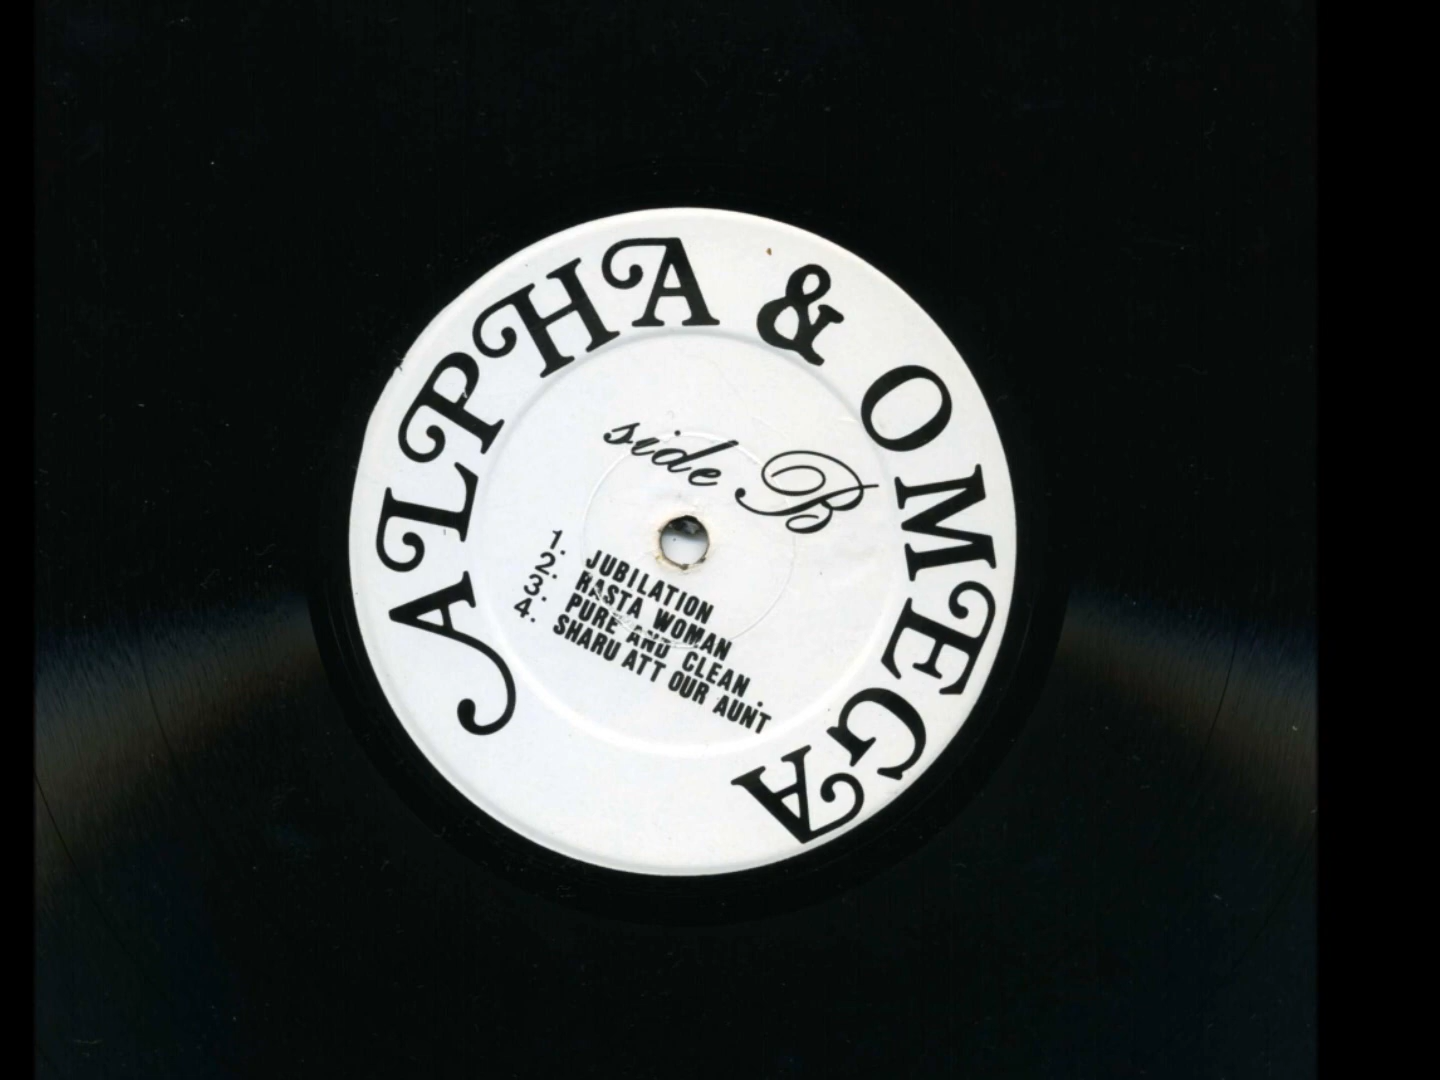 ALPHA & OMEGA
side B
1. JUBILATION
2. RASTA WOMAN
3. PURE AND CLEAN
4. SHARU ATT OUR AUNT